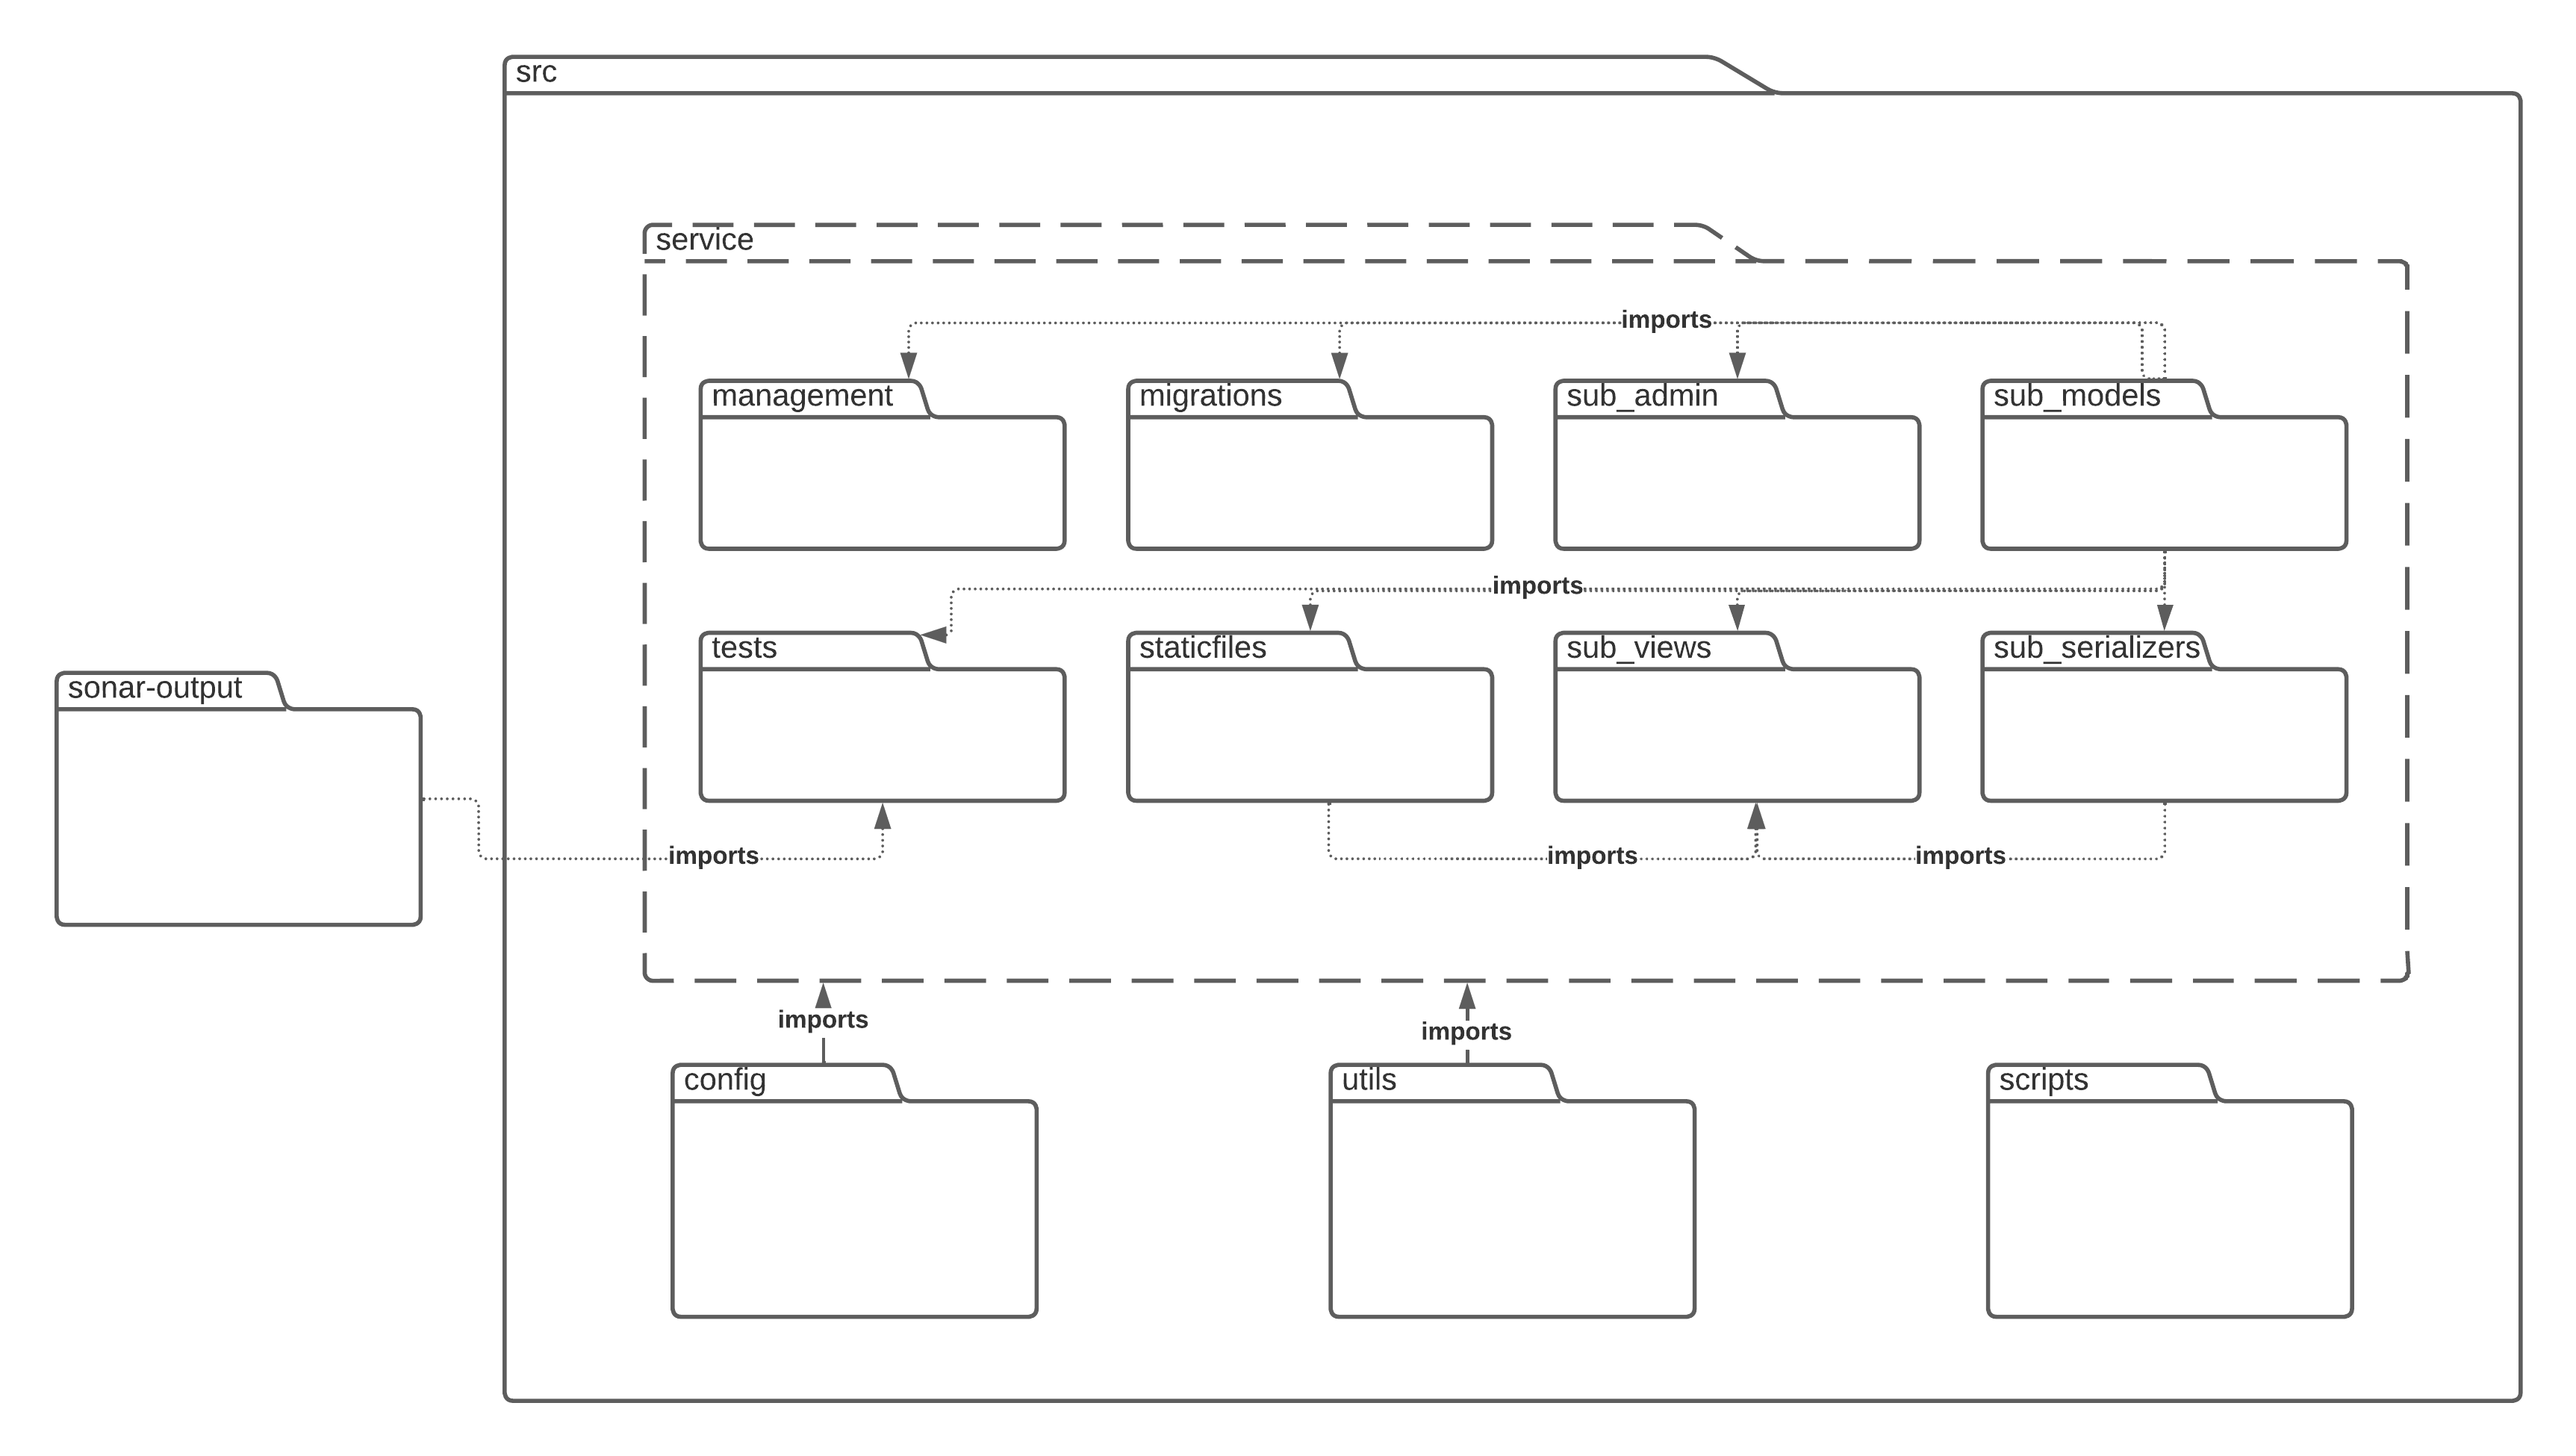 src
service
imports
management
migrations
sub_admin
sub_models
imports
tests
staticfiles
sub_views
sub_serializers
sonar-output
imports
imports
imports
imports
imports
config
utils
scripts